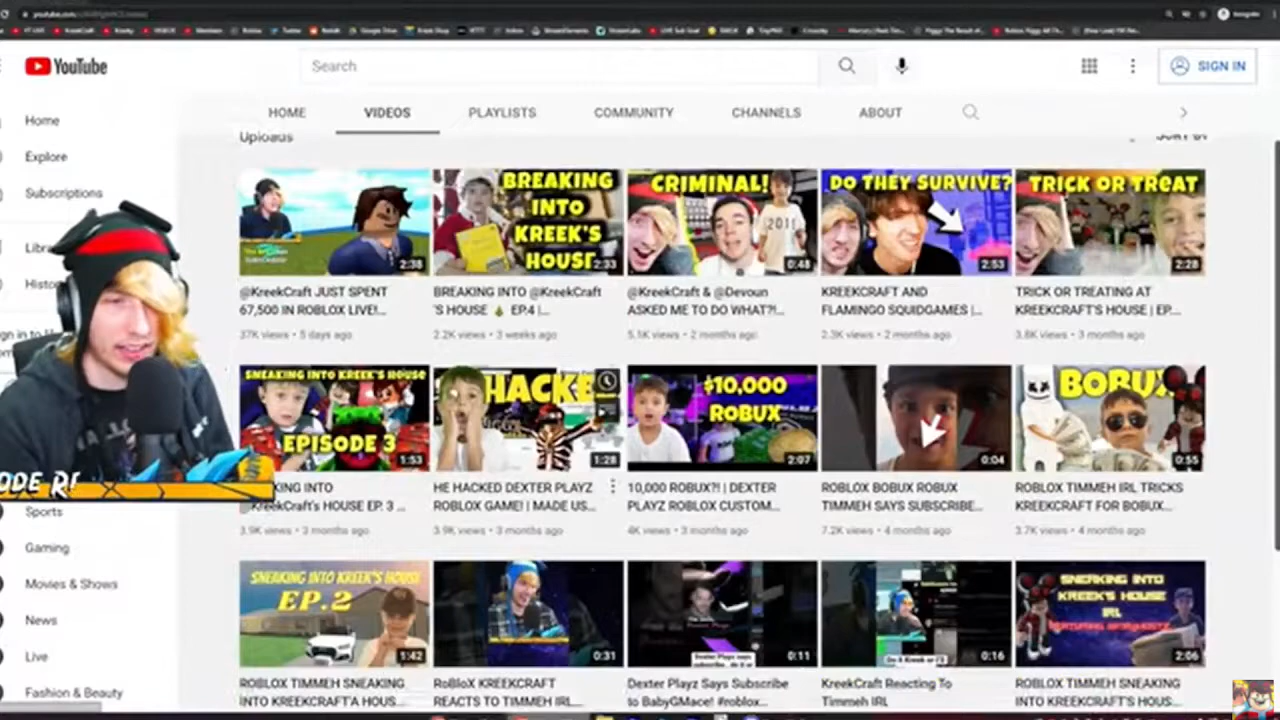 YouTube
Search
SIGN IN
HOME
VIDEOS
PLAYLISTS
COMMUNITY
CHANNELS
ABOUT
Home
Explore
Subscriptions
Uploads
SORT BY
BREAKING
INTO
KREEK'S
HOUSE
CRIMINAL!
2011
DO THEY SURVIVE?
TRICK OR TREAT
2:38
2:33
0:48
2:53
2:28
@KreekCraft JUST SPENT
67,500 IN ROBLOX LIVE!...
37K views • 5 days ago
BREAKING INTO @KreekCraft
'S HOUSE 🎄 EP.4 |...
2.2K views • 3 weeks ago
@KreekCraft & @Devoun
ASKED ME TO DO WHAT?!...
5.1K views • 2 months ago
KREEKCRAFT AND
FLAMINGO SQUIDGAMES |...
2.3K views • 2 months ago
TRICK OR TREATING AT
KREEKCRAFT'S HOUSE | EP....
3.8K views • 3 months ago
SNEAKING INTO KREEK'S HOUSE
EPISODE 3
HACKE
$10,000
ROBUX
BOBUX
1:53
1:28
2:07
0:04
0:55
KING INTO
KreekCraft's HOUSE EP. 3 ...
3.9K views • 3 months ago
HE HACKED DEXTER PLAYZ
ROBLOX GAME! | MADE US...
3.9K views • 3 months ago
10,000 ROBUX?! | DEXTER
PLAYZ ROBLOX CUSTOM...
4K views • 3 months ago
ROBLOX BOBUX ROBUX
TIMMEH SAYS SUBSCRIBE...
7.2K views • 4 months ago
ROBLOX TIMMEH IRL TRICKS
KREEKCRAFT FOR BOBUX...
3.7K views • 4 months ago
Sports
Gaming
Movies & Shows
News
Live
Fashion & Beauty
SNEAKING INTO KREEK'S HOUSE
EP.2
SNEAKING INTO
KREEK'S HOUSE
IRL
1:42
0:31
0:11
0:16
2:06
ROBLOX TIMMEH SNEAKING
INTO KREEKCRAFT'A HOUS...
RoBloX KREEKCRAFT
REACTS TO TIMMEH IRL...
Dexter Playz Says Subscribe
to BabyGMace! #roblox...
KreekCraft Reacting To
Timmeh IRL
ROBLOX TIMMEH SNEAKING
INTO KREEKCRAFT'S HOUS...